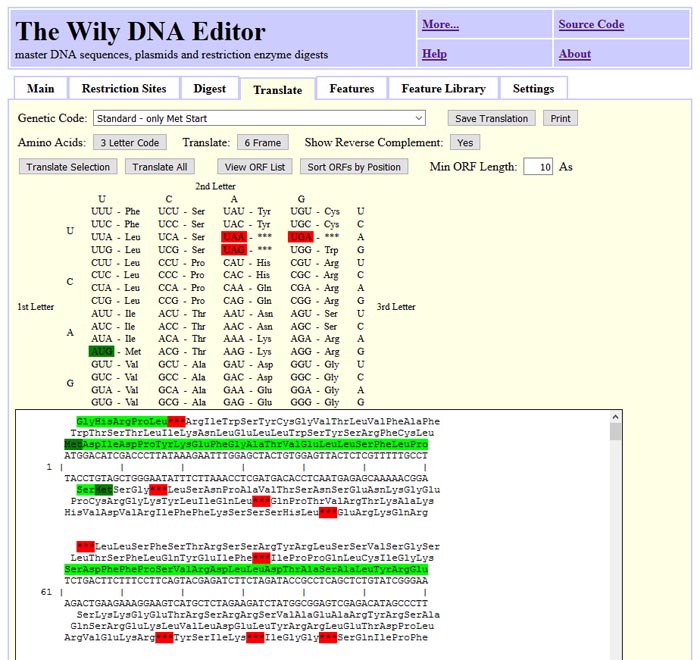 The Wily DNA Editor
master DNA sequences, plasmids and restriction enzyme digests
More... Source Code
Help About
Main Restriction Sites Digest Translate Features Feature Library Settings
Genetic Code: Standard - only Met Start Save Translation Print
Amino Acids: 3 Letter Code Translate: 6 Frame Show Reverse Complement: Yes
Translate Selection Translate All View ORF List Sort ORFs by Position Min ORF Length: 10 As
2nd Letter
U C A G
UUU - Phe UCU - Ser UAU - Tyr UGU - Cys U
UUC - Phe UCC - Ser UAC - Tyr UGC - Cys C
U UUA - Leu UCA - Ser UAA - *** UGA - *** A
UUG - Leu UCG - Ser UAG - *** UGG - Trp G
CUU - Leu CCU - Pro CAU - His CGU - Arg U
CUC - Leu CCC - Pro CAC - His CGC - Arg C
C CUA - Leu CCA - Pro CAA - Gln CGA - Arg A
CUG - Leu CCG - Pro CAG - Gln CGG - Arg G
1st Letter AUU - Ile ACU - Thr AAU - Asn AGU - Ser U 3rd Letter
AUC - Ile ACC - Thr AAC - Asn AGC - Ser C
A AUA - Ile ACA - Thr AAA - Lys AGA - Arg A
AUG - Met ACG - Thr AAG - Lys AGG - Arg G
GUU - Val GCU - Ala GAU - Asp GGU - Gly U
GUC - Val GCC - Ala GAC - Asp GGC - Gly C
G GUA - Val GCA - Ala GAA - Glu GGA - Gly A
GUG - Val GCG - Ala GAG - Glu GGG - Gly G
GlyHisArgProLeu***ArgIleTrpSerTyrCysGlyValThrLeuValPheAlaPhe
TrpThrSerThrLeuIleLysAsnLeuGluLeuLeuTrpSerTyrSerArgPheCysLeu
MetAspIleAspProTyrLysGluPheGlyAlaThrValGluLeuLeuSerPheLeuPro
ATGGACATCGACCCTTATAAAGAATTTGGAGCTACTGTGGAGTTACTCTCGTTTTTGCCT
1 | | | | | | |
TACCTGTAGCTGGGAATATTTCTTAAACCTCGATGACACCTCAATGAGAGCAAAAACGGA
SerMetSerGly***LeuSerAsnProAlaValThrSerAsnSerGluAsnLysGlyGlu
ProCysArgGlyLysTyrLeuIleGlnLeu***GlnProThrValArgThrLysAlaLys
HisValAspValArgIlePhePheLysSerSerSerHisLeu***GluArgLysGlnArg
***LeuLeuSerPheSerThrArgSerSerArgTyrArgLeuSerSerValSerGlySer
LeuThrSerPheLeuGlnTyrGluIlePhe***IleProProGlnLeuCysIleGlyLys
SerAspPhePheProSerValArgAspLeuLeuAspThrAlaSerAlaLeuTyrArgGlu
TCTGACTTCTTTCCTTCAGTACGAGATCTTCTAGATACCGCCTCAGCTCTGTATCGGGAA
61 | | | | | | |
AGACTGAAGAAAGGAAGTCATGCTCTAGAAGATCTATGGCGGAGTCGAGACATAGCCCTT
SerLysLysGlyGluThrArgSerArgArgSerValAlaGluAlaArgTyrArgSerAla
GlnSerArgGluLysLeuValLeuAspGluLeuTyrArgArgLeuGluThrAspProLeu
ArgValGluLysArg***TyrSerIleLys***IleGlyGly***SerGlnIleProPhe